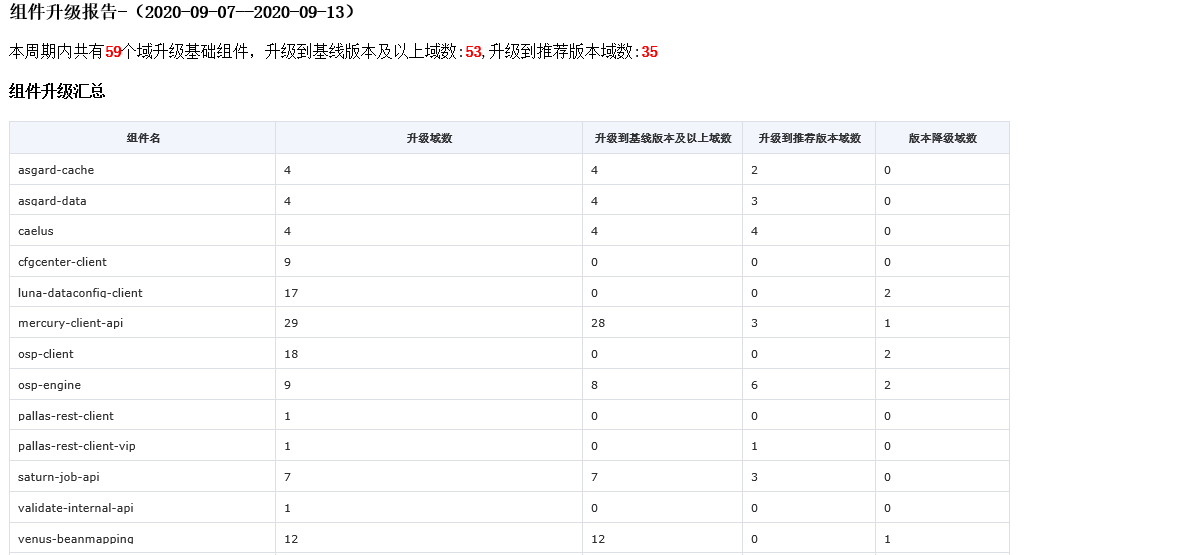 组件升级报告-（2020-09-07--2020-09-13）
本周期内共有59个域升级基础组件，升级到基线版本及以上域数:53,升级到推荐版本域数:35
组件升级汇总
组件名 升级域数 升级到基线版本及以上域数 升级到推荐版本域数 版本降级域数
asgard-cache 4 4 2 0
asgard-data 4 4 3 0
caelus 4 4 4 0
cfgcenter-client 9 0 0 0
luna-dataconfig-client 17 0 0 2
mercury-client-api 29 28 3 1
osp-client 18 0 0 2
osp-engine 9 8 6 2
pallas-rest-client 1 0 0 0
pallas-rest-client-vip 1 0 1 0
saturn-job-api 7 7 3 0
validate-internal-api 1 0 0 0
venus-beanmapping 12 12 0 1